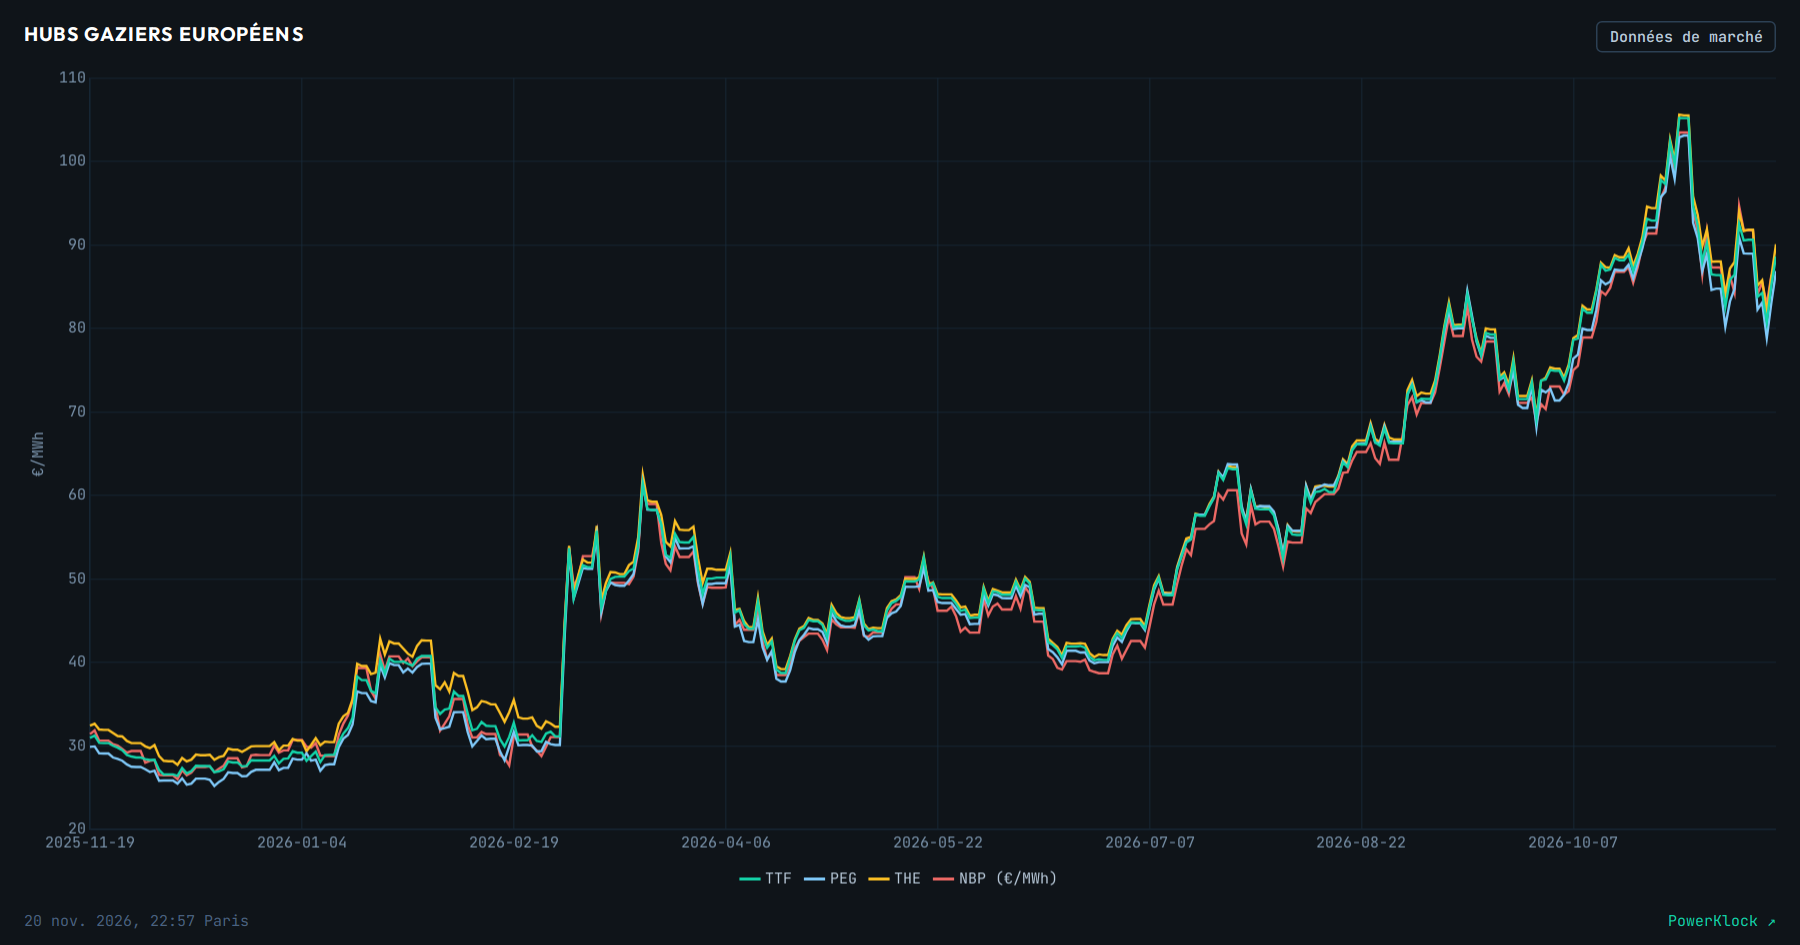 HUBS GAZIERS EUROPÉENS
Données de marché
€/MWh
110
100
90
80
70
60
50
40
30
20
2025-11-19 2026-01-04 2026-02-19 2026-04-06 2026-05-22 2026-07-07 2026-08-22 2026-10-07
TTF PEG THE NBP (€/MWh)
20 nov. 2026, 22:57 Paris
PowerKlock ↗